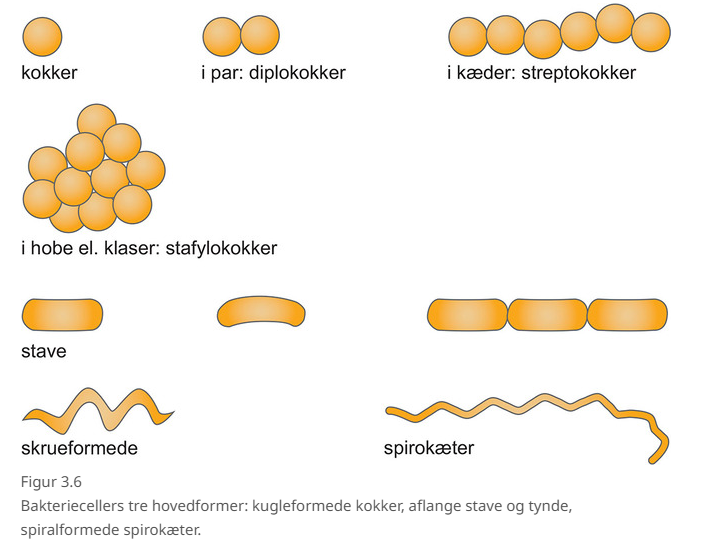 kokker
i par: diplokokker
i kæder: streptokokker
i hobe el. klaser: stafylokokker
stave
skrueformede
spirokæter
Figur 3.6
Bakteriecellers tre hovedformer: kugleformede kokker, aflange stave og tynde,
spiralformede spirokæter.